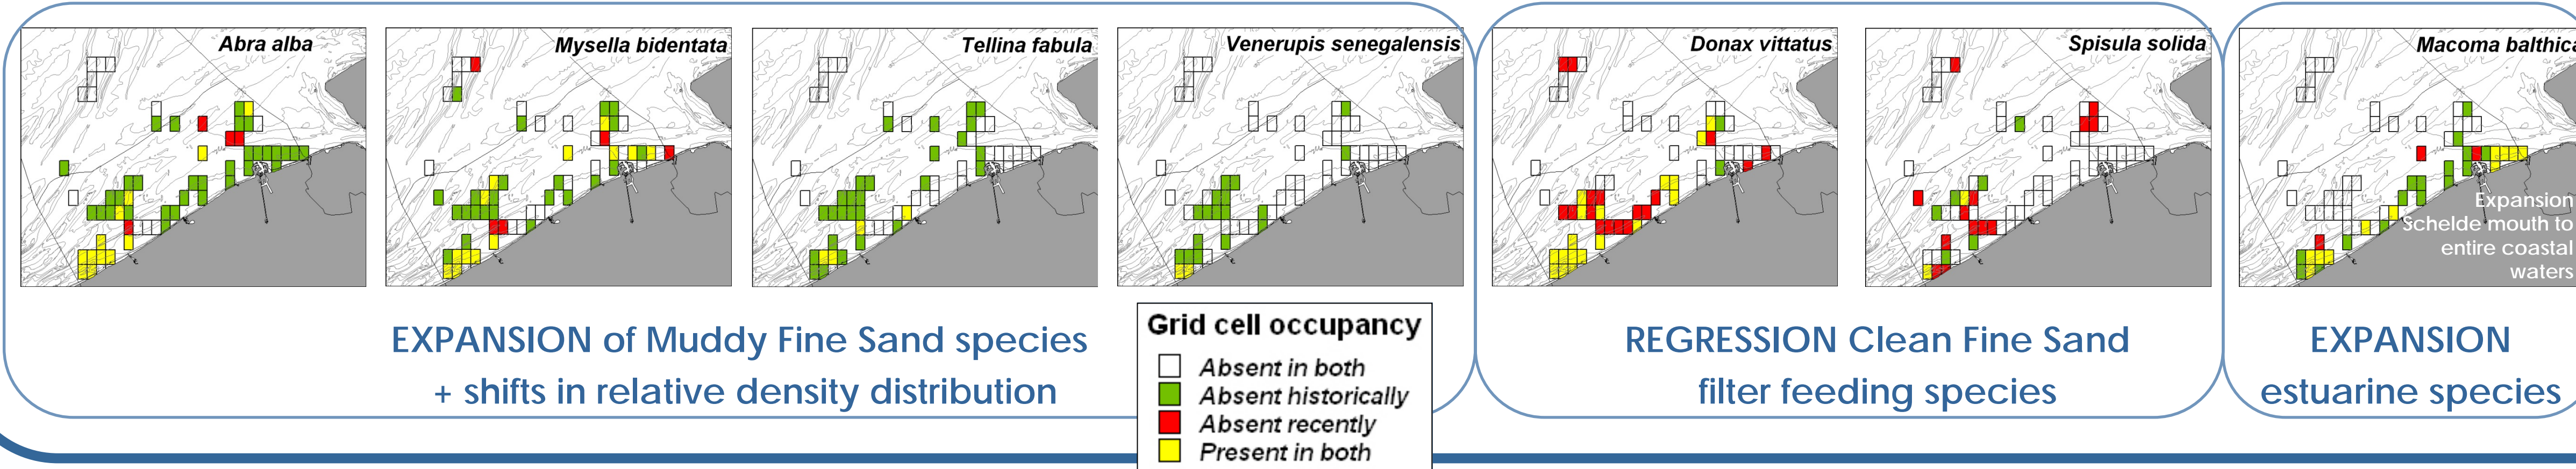 Abra alba
Mysella bidentata
Tellina fabula
Venerupis senegalensis
Donax vittatus
Spisula solida
Macoma balthica
Expansion
Schelde mouth to
entire coastal
waters
EXPANSION of Muddy Fine Sand species
+ shifts in relative density distribution
Grid cell occupancy
Absent in both
Absent historically
Absent recently
Present in both
REGRESSION Clean Fine Sand
filter feeding species
EXPANSION
estuarine species